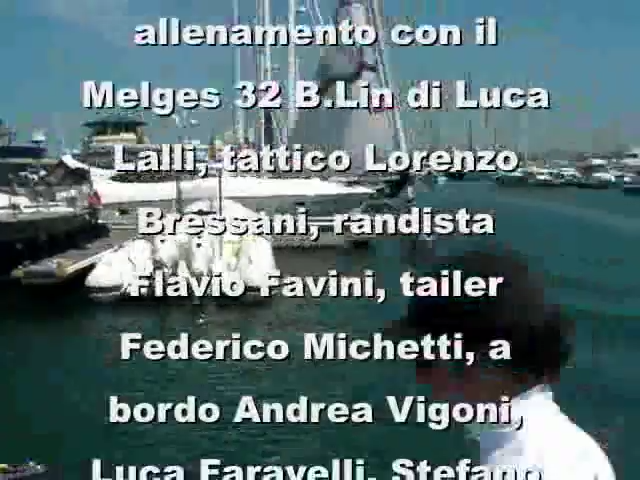 allenamento con il
Melges 32 B.Lin di Luca
Lalli, tattico Lorenzo
Bressani, randista
Flavio Favini, tailer
Federico Michetti, a
bordo Andrea Vigoni,
Luca Faravelli, Stefano